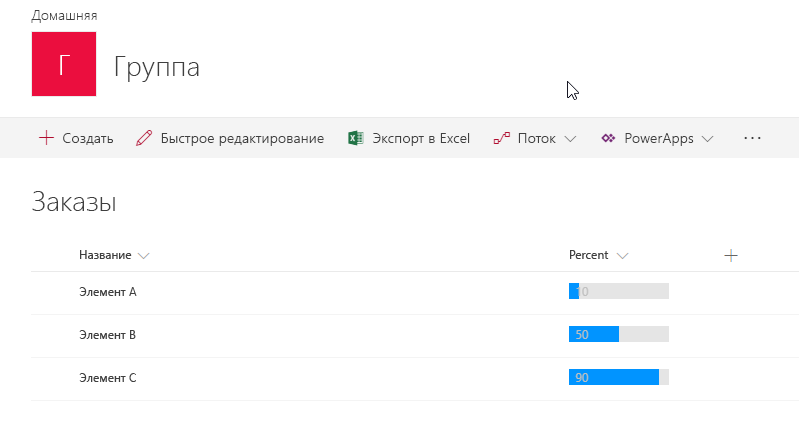 Домашняя
Г
Группа
Создать Быстрое редактирование Экспорт в Excel Поток PowerApps ...
Заказы
Название Percent
Элемент A 10
Элемент B 50
Элемент C 90